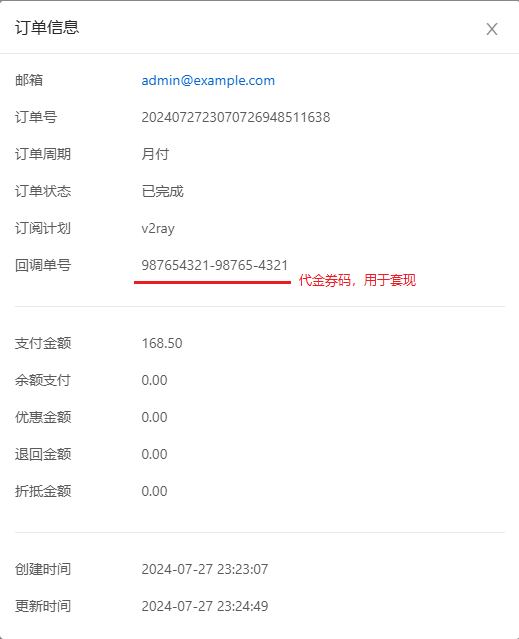 订单信息
邮箱 admin@example.com
订单号 2024072723070726948511638
订单周期 月付
订单状态 已完成
订阅计划 v2ray
回调单号 987654321-98765-4321
代金券码，用于套现
支付金额 168.50
余额支付 0.00
优惠金额 0.00
退回金额 0.00
折抵金额 0.00
创建时间 2024-07-27 23:23:07
更新时间 2024-07-27 23:24:49